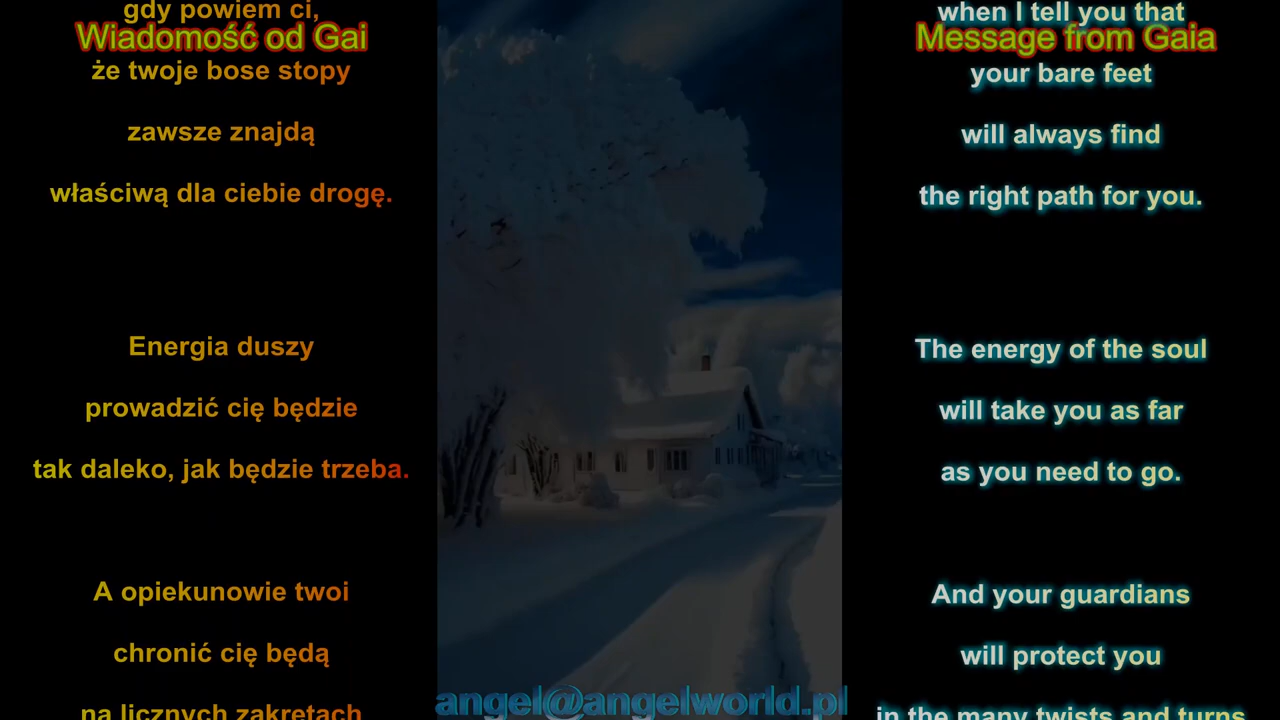 gdy powiem ci,
Wiadomość od Gai
że twoje bose stopy
zawsze znajdą
właściwą dla ciebie drogę.
Energia duszy
prowadzić cię będzie
tak daleko, jak będzie trzeba.
A opiekunowie twoi
chronić cię będą
na licznych zakrętach
angel@angelworld.pl
when I tell you that
Message from Gaia
your bare feet
will always find
the right path for you.
The energy of the soul
will take you as far
as you need to go.
And your guardians
will protect you
in the many twists and turns